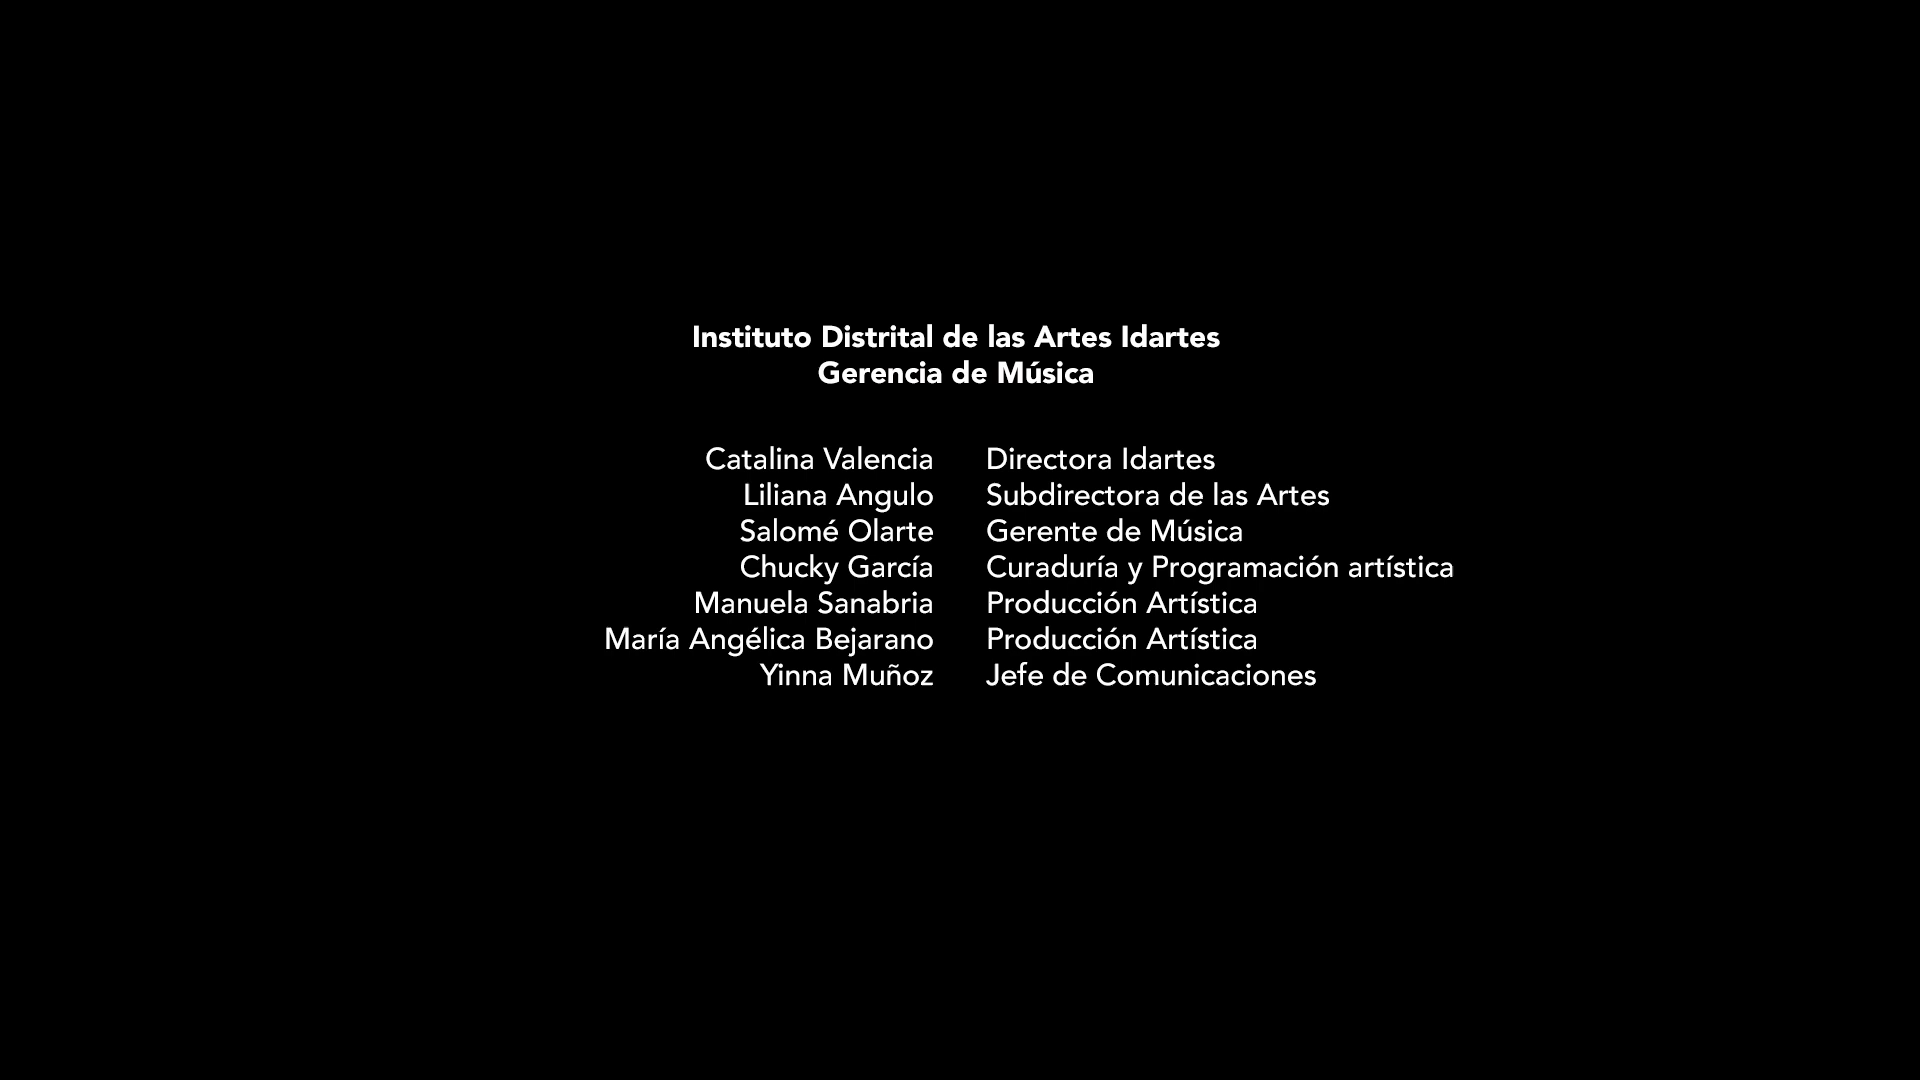 Instituto Distrital de las Artes Idartes
Gerencia de Música
Catalina Valencia Directora Idartes
Liliana Angulo Subdirectora de las Artes
Salomé Olarte Gerente de Música
Chucky García Curaduría y Programación artística
Manuela Sanabria Producción Artística
María Angélica Bejarano Producción Artística
Yinna Muñoz Jefe de Comunicaciones